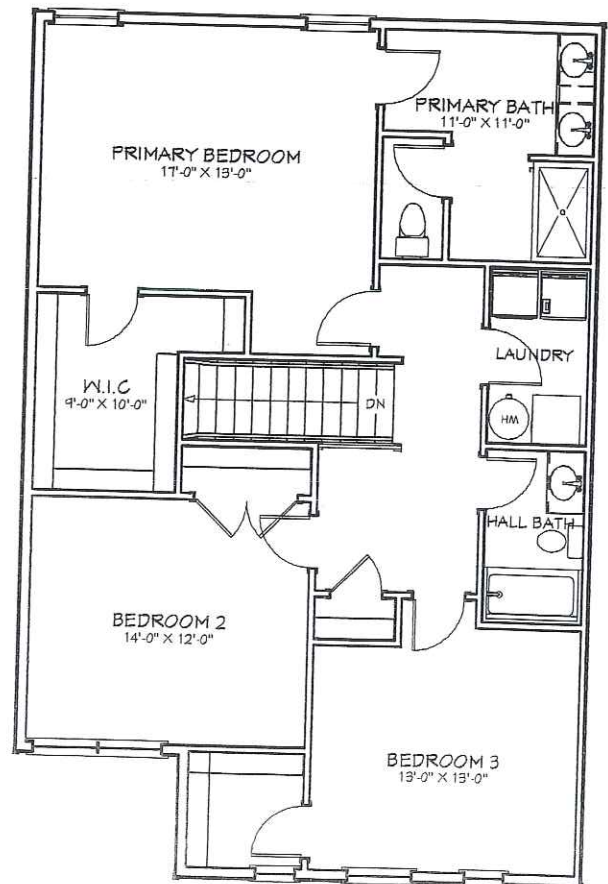 PRIMARY BATH
11'-0" X 11'-0"
PRIMARY BEDROOM
17'-0" X 13'-0"
LAUNDRY
W.I.C
9'-0" X 10'-0"
DN
HW
HALL BATH
BEDROOM 2
14'-0" X 12'-0"
BEDROOM 3
13'-0" X 13'-0"